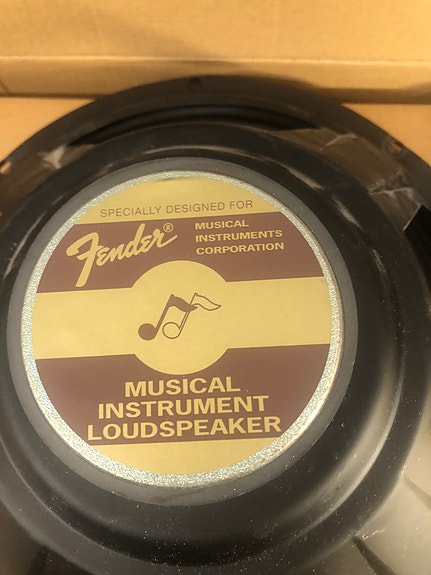 SPECIALLY DESIGNED FOR
Fender®
MUSICAL
INSTRUMENTS
CORPORATION
MUSICAL
INSTRUMENT
LOUDSPEAKER